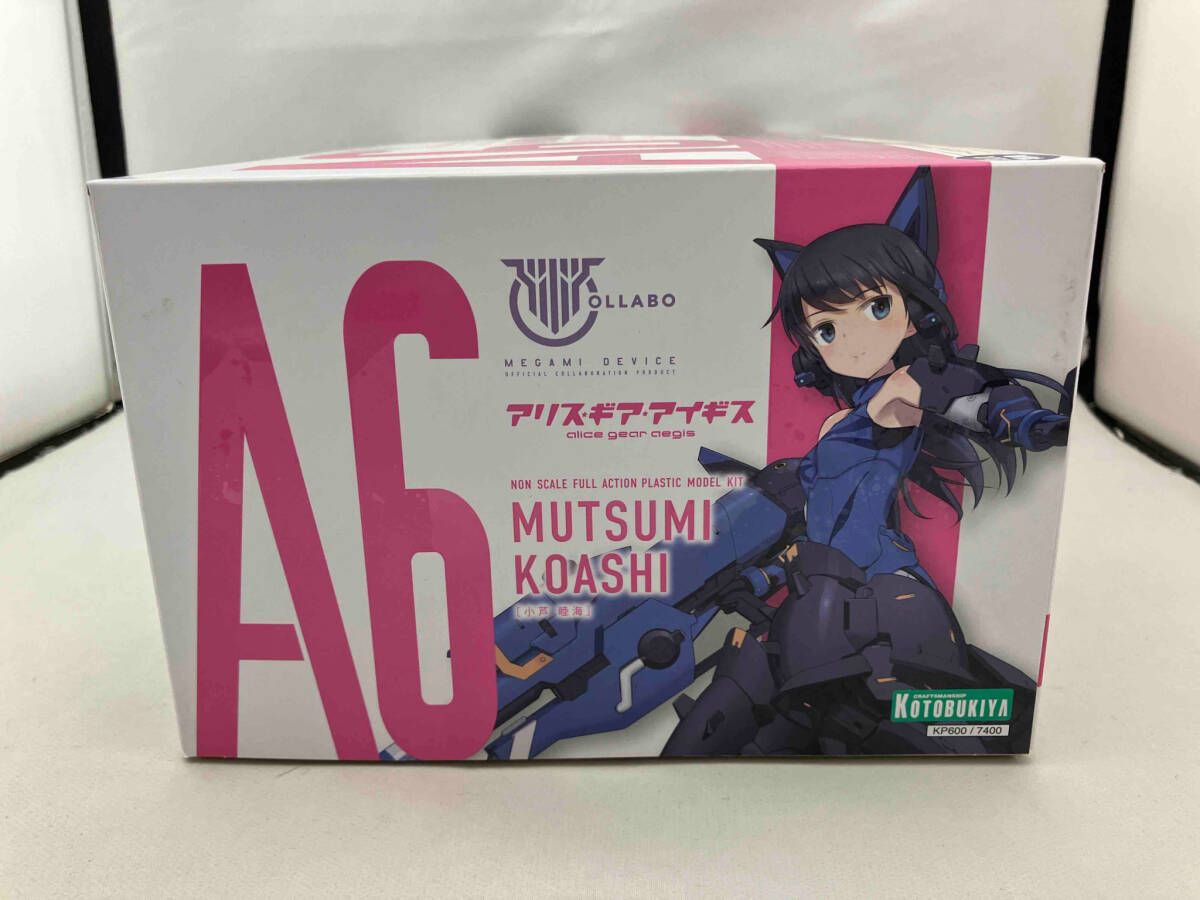 A6
COLLABO
MEGAMI DEVICE
OFFICIAL COLLABORATION PRODUCT
アリス・ギア・アイギス
alice gear aegis
NON SCALE FULL ACTION PLASTIC MODEL KIT
MUTSUMI
KOASHI
[小芦 睦海]
CRAFTSMANSHIP
KOTOBUKIYA
KP600 / 7400